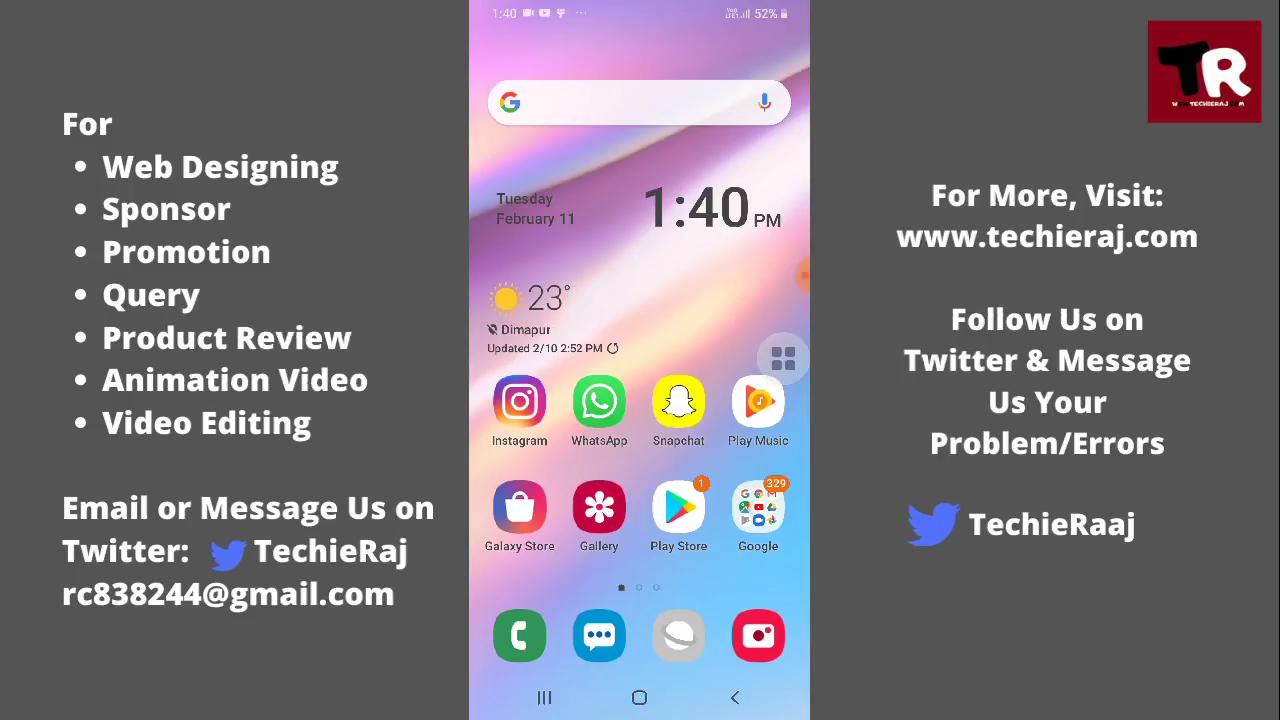 For
• Web Designing
• Sponsor
• Promotion
• Query
• Product Review
• Animation Video
• Video Editing
Email or Message Us on
Twitter: TechieRaj
rc838244@gmail.com
1:40
52%
Tuesday
February 11
1:40 PM
23°
Dimapur
Updated 2/10 2:52 PM
Instagram
WhatsApp
Snapchat
Play Music
1
329
Galaxy Store
Gallery
Play Store
Google
TR
WWW.TECHIERAJ.COM
For More, Visit:
www.techieraj.com
Follow Us on
Twitter & Message
Us Your
Problem/Errors
TechieRaaj